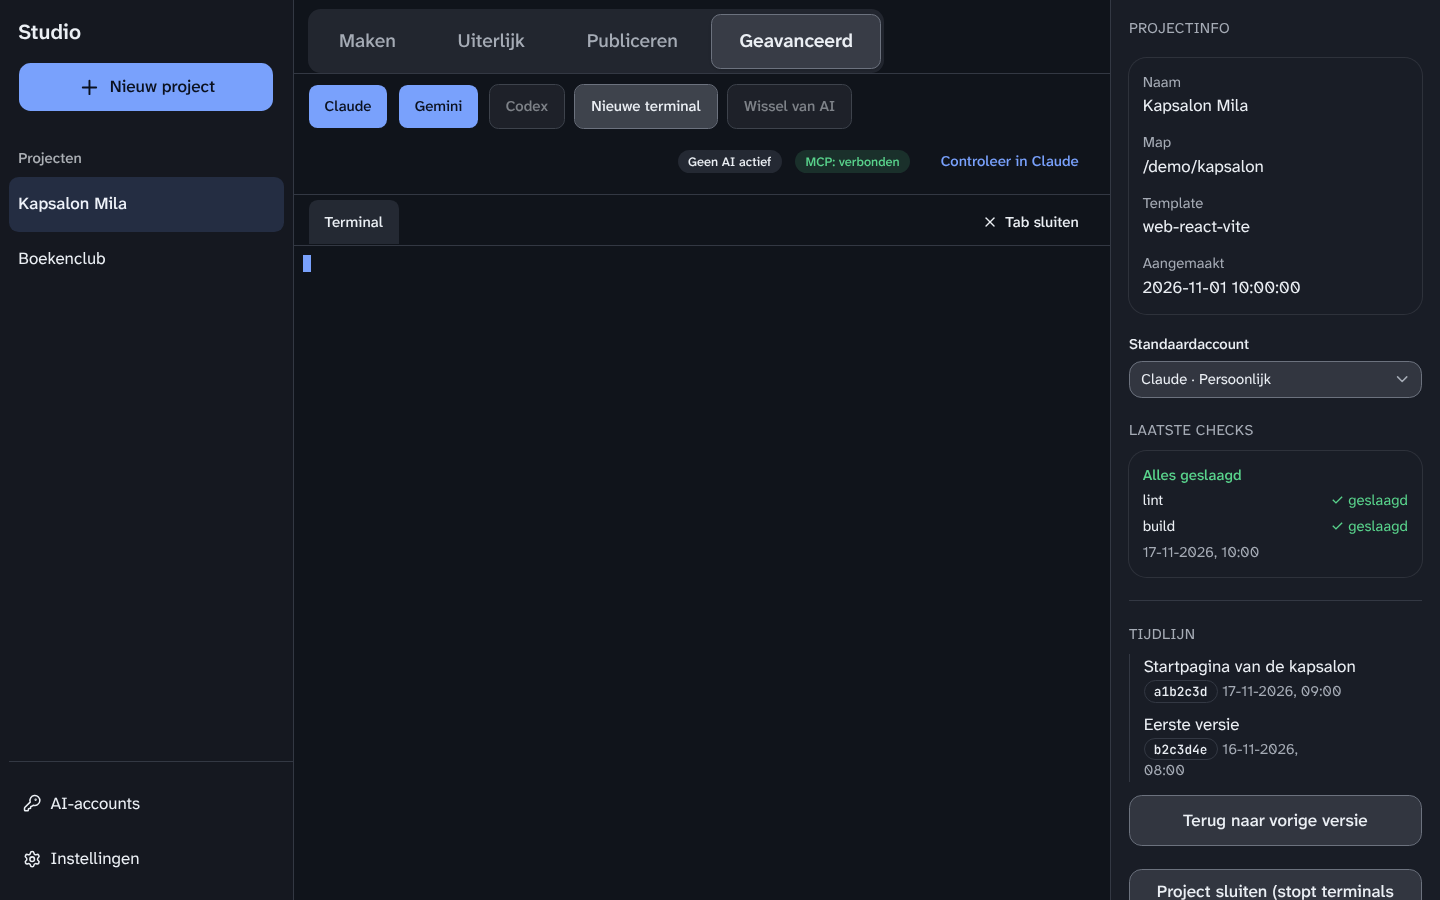 Studio
Nieuw project
Projecten
Kapsalon Mila
Boekenclub
AI-accounts
Instellingen
Maken
Uiterlijk
Publiceren
Geavanceerd
Claude
Gemini
Codex
Nieuwe terminal
Wissel van AI
Geen AI actief
MCP: verbonden
Controleer in Claude
Terminal
Tab sluiten
PROJECTINFO
Naam
Kapsalon Mila
Map
/demo/kapsalon
Template
web-react-vite
Aangemaakt
2026-11-01 10:00:00
Standaardaccount
Claude · Persoonlijk
LAATSTE CHECKS
Alles geslaagd
lint ✓ geslaagd
build ✓ geslaagd
17-11-2026, 10:00
TIJDLIJN
Startpagina van de kapsalon
a1b2c3d 17-11-2026, 09:00
Eerste versie
b2c3d4e 16-11-2026,
08:00
Terug naar vorige versie
Project sluiten (stopt terminals